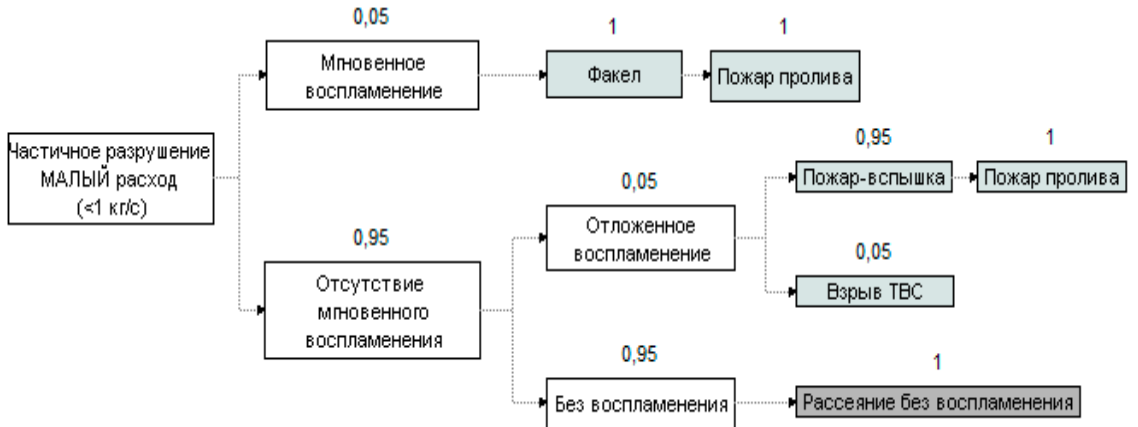 0,05
Мгновенное
воспламенение
1
Факел
1
Пожар пролива
Частичное разрушение
МАЛЫЙ расход
(<1 кг/с)
0,95
Отсутствие
мгновенного
воспламенения
0,05
Отложенное
воспламенение
0,95
Пожар-вспышка
1
Пожар пролива
0,05
Взрыв ТВС
0,95
Без воспламенения
1
Рассеяние без воспламенения